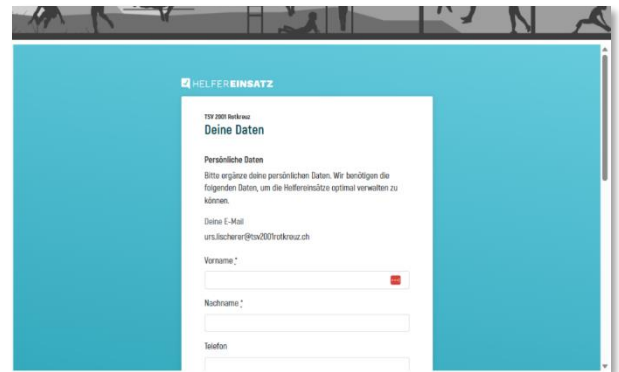 HELFEREINSATZ
TSV 2001 Rotkreuz
Deine Daten
Persönliche Daten
Bitte ergänze deine persönlichen Daten. Wir benötigen die
folgenden Daten, um die Helfereinsätze optimal verwalten zu
können.
Deine E-Mail
urs.lischerer@tsv2001rotkreuz.ch
Vorname *
Nachname *
Telefon